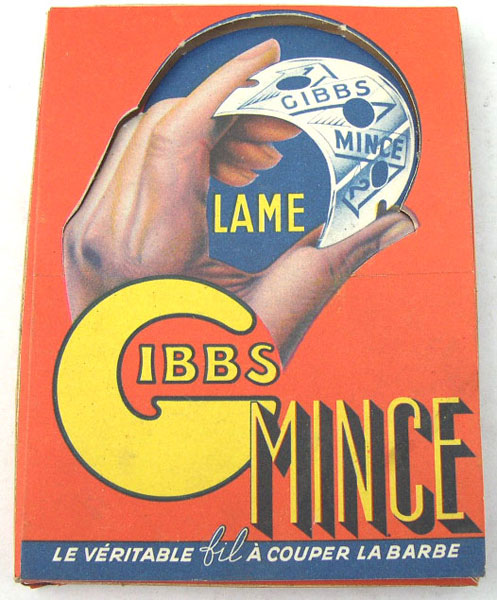 GIBBS
MINCE
LAME
GIBBS
MINCE
LE VÉRITABLE fil À COUPER LA BARBE